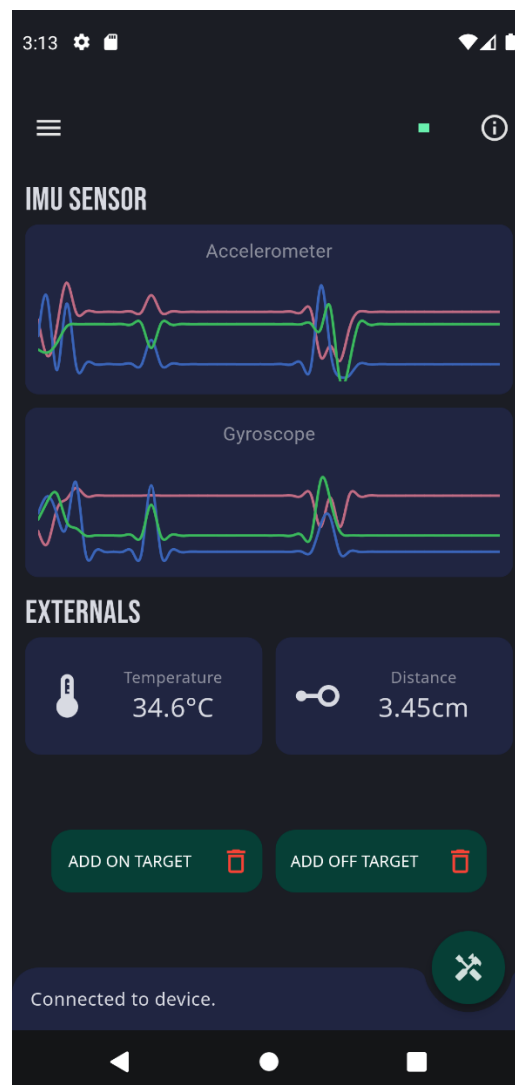 3:13
IMU SENSOR
Accelerometer
Gyroscope
EXTERNALS
Temperature
34.6°C
Distance
3.45cm
ADD ON TARGET
ADD OFF TARGET
Connected to device.